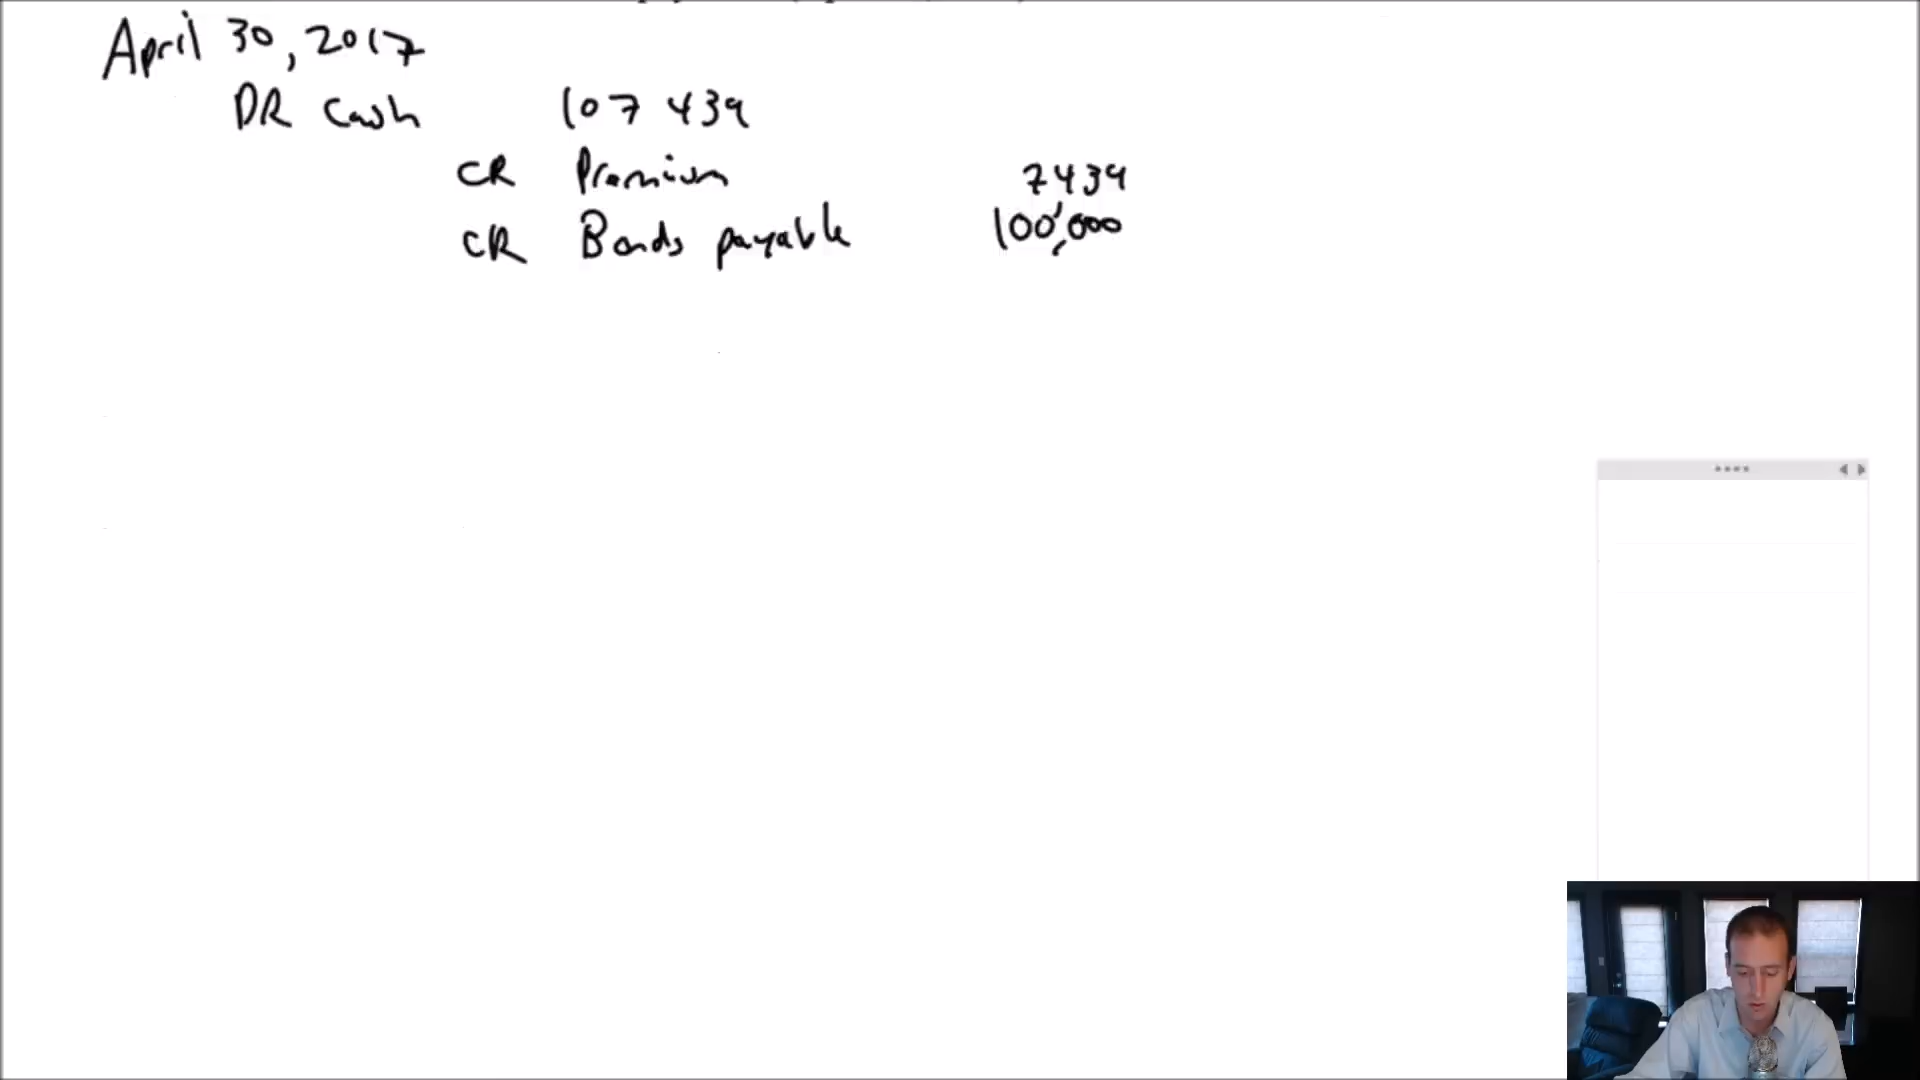 April 30, 2017
DR Cash 107 439
CR Premium 7439
CR Bonds payable 100,000